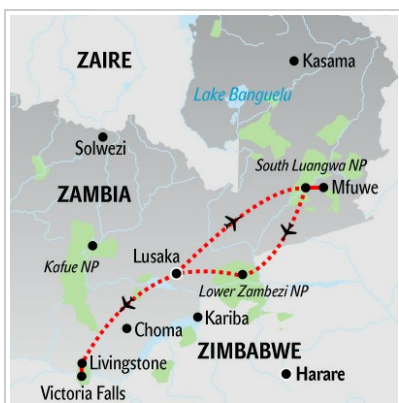 ZAIRE
Kasama
Lake Banguelu
Solwezi
South Luangwa NP
ZAMBIA
Mfuwe
Kafue NP
Lusaka
Lower Zambezi NP
Kariba
Choma
ZIMBABWE
Livingstone
Harare
Victoria Falls